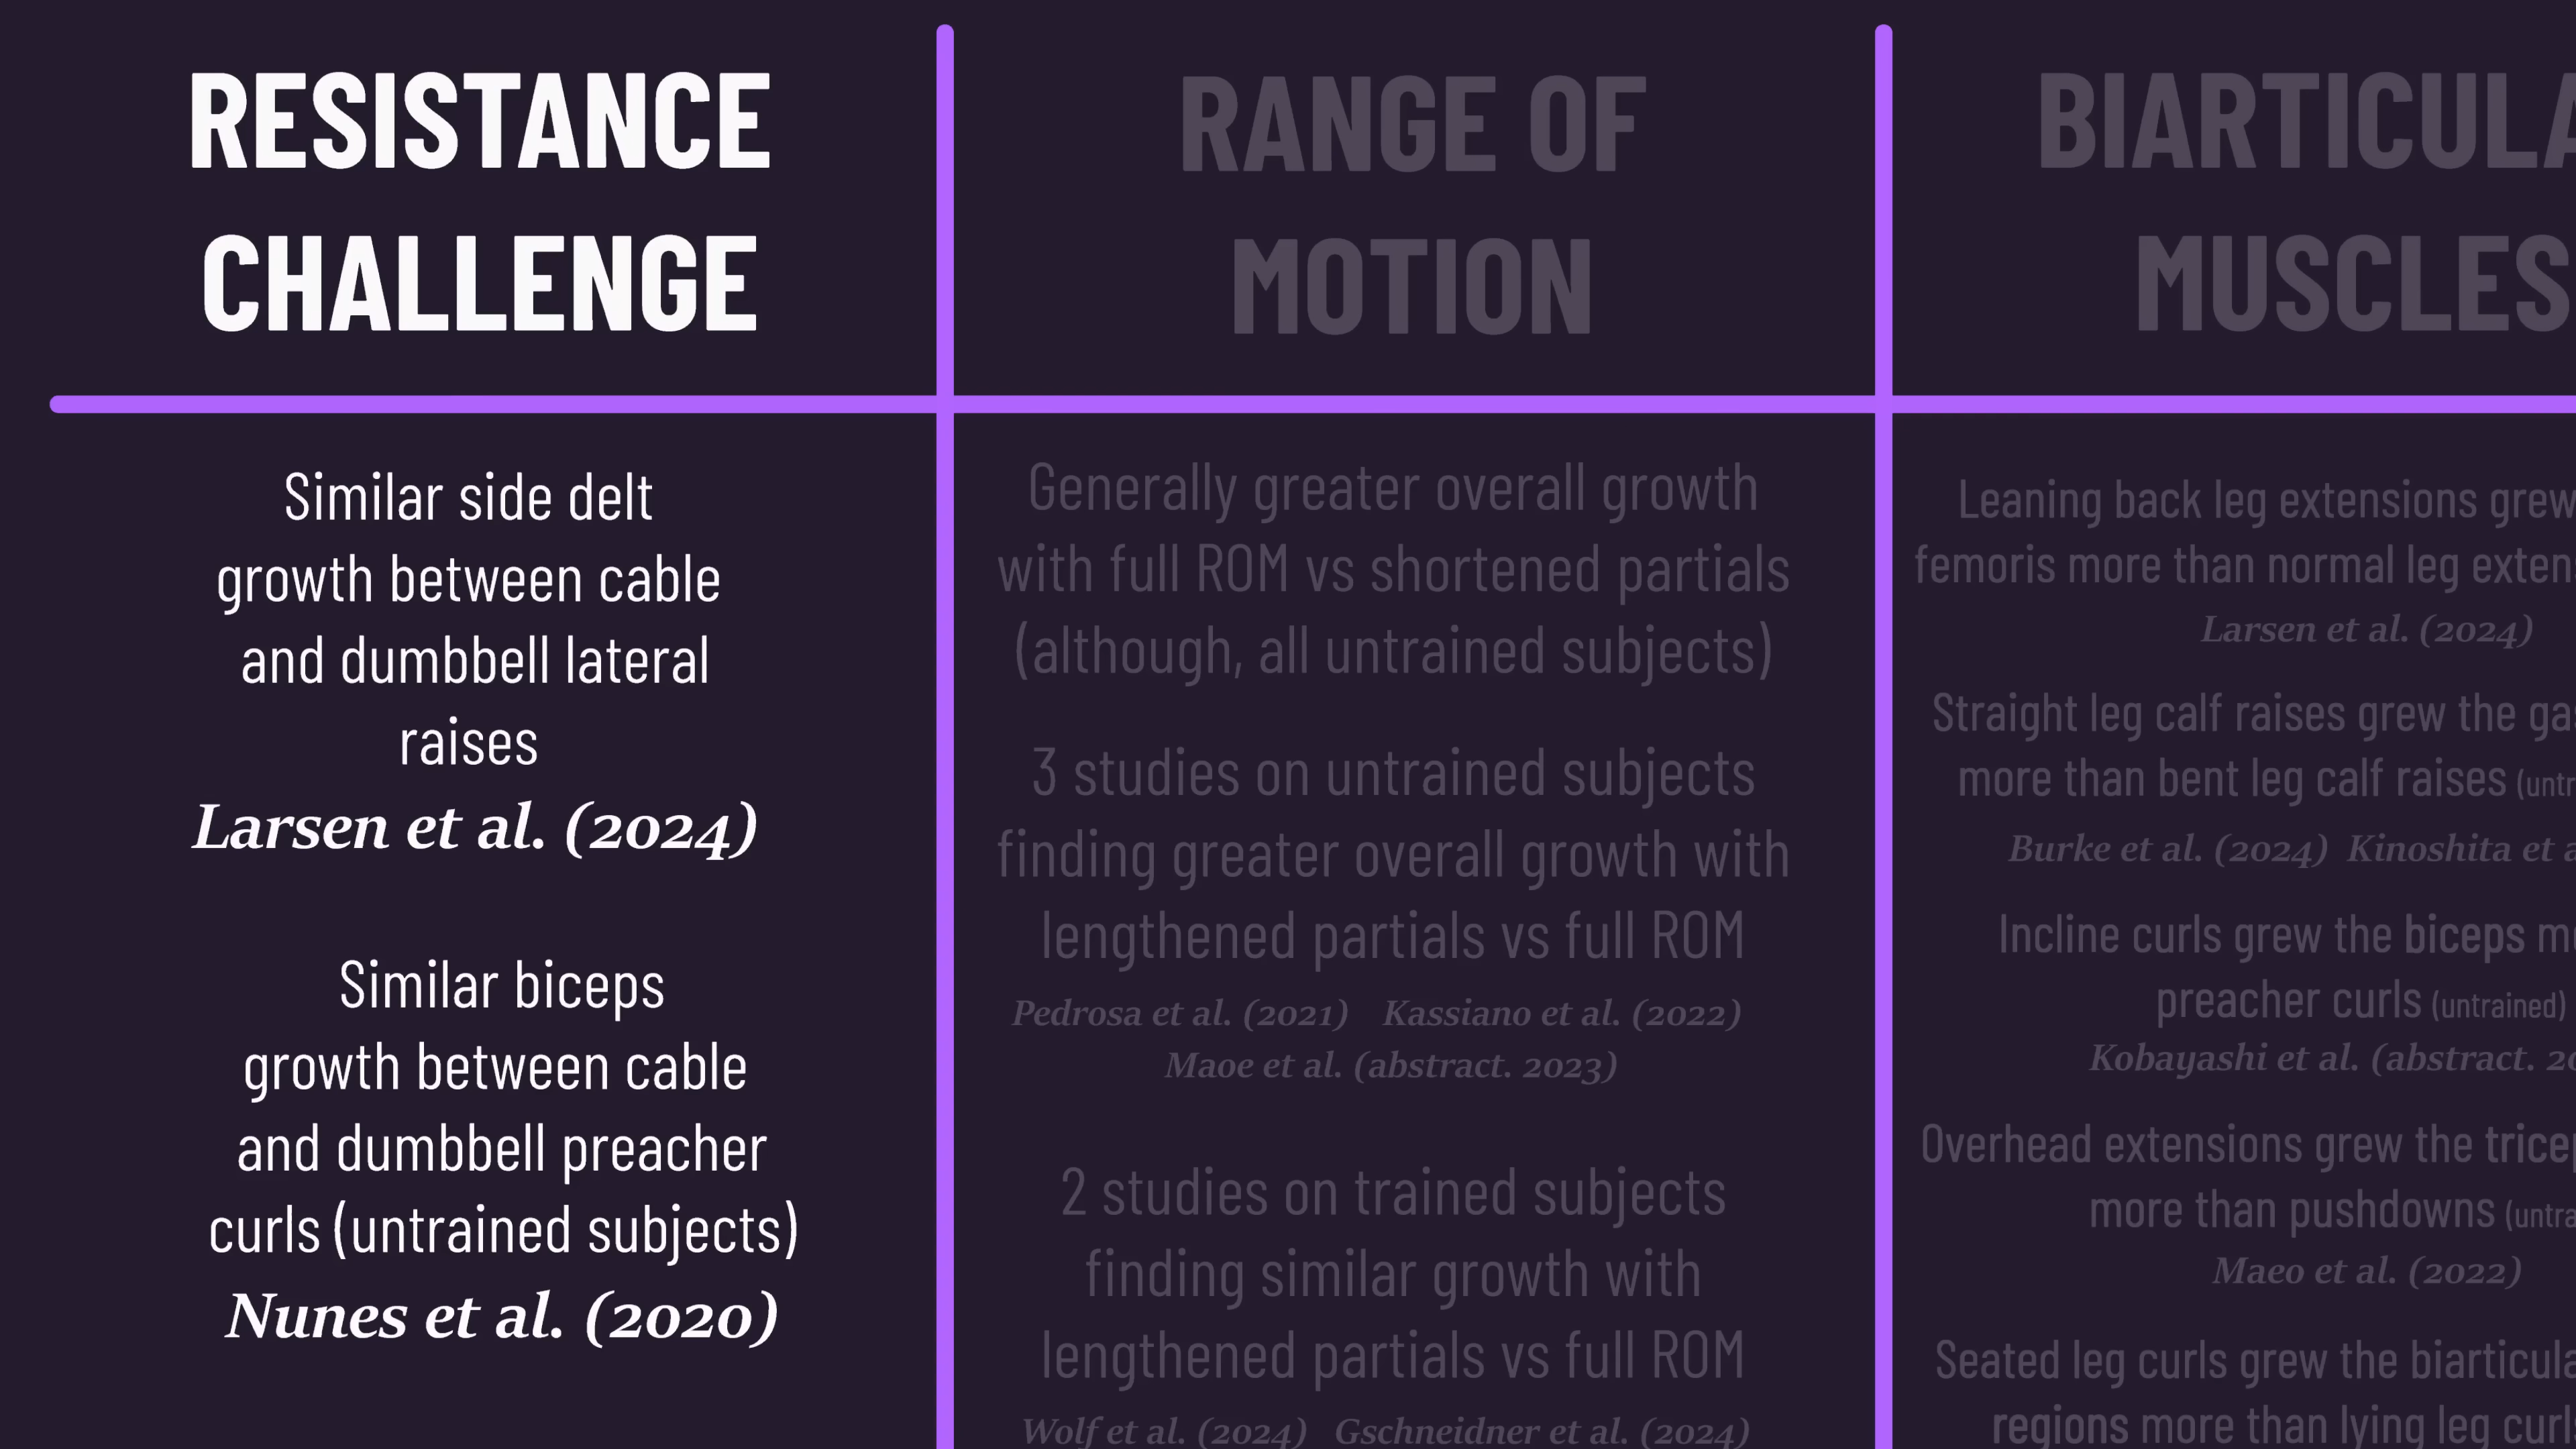 RESISTANCE
CHALLENGE
Similar side delt
growth between cable
and dumbbell lateral
raises
Larsen et al. (2024)
Similar biceps
growth between cable
and dumbbell preacher
curls (untrained subjects)
Nunes et al. (2020)
RANGE OF
MOTION
Generally greater overall growth
with full ROM vs shortened partials
(although, all untrained subjects)
3 studies on untrained subjects
finding greater overall growth with
lengthened partials vs full ROM
Pedrosa et al. (2021) Kassiano et al. (2022)
Maoe et al. (abstract. 2023)
2 studies on trained subjects
finding similar growth with
lengthened partials vs full ROM
Wolf et al. (2024) Gschneidner et al. (2024)
MUSCLES
Leaning back leg extensions grew
femoris more than normal leg
Larsen et al. (2024)
Straight leg calf raises grew the
more than bent leg calf raises
Burke et al. (2024) Kinoshita et
Incline curls grew the biceps
preacher curls (untrained)
Kobayashi et al. (abstract.
Overhead extensions grew the
more than pushdowns
Maeo et al. (2022)
Seated leg curls grew the
regions more than lying leg